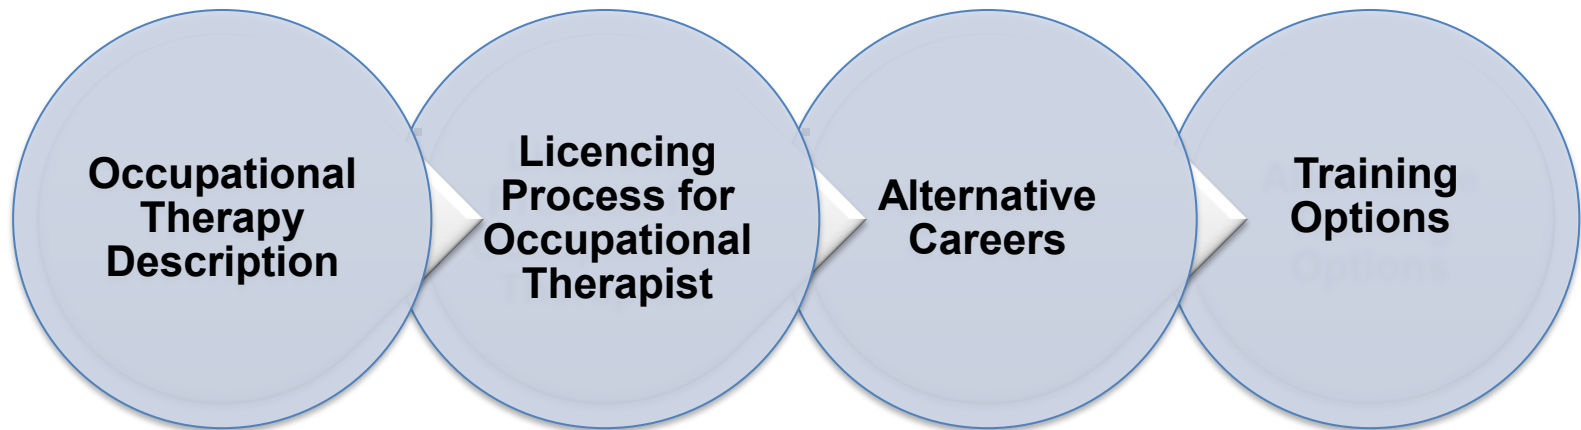 Occupational
Therapy
Description
Licencing
Process for
Occupational
Therapist
Alternative
Careers
Training
Options